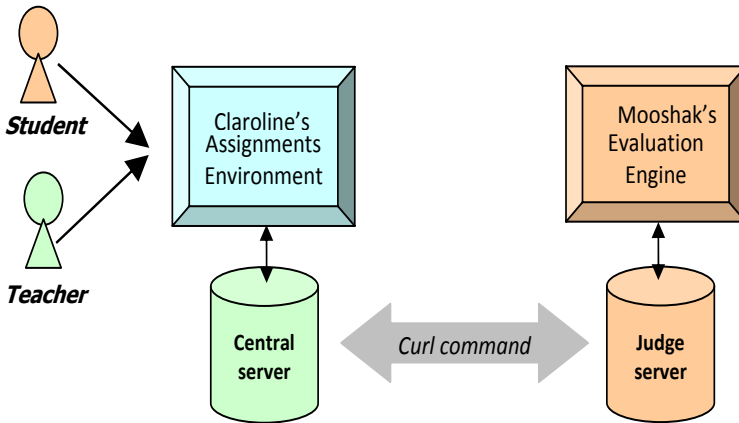 Student
Teacher
Claroline's
Assignments
Environment
Mooshak's
Evaluation
Engine
Central
server
Curl command
Judge
server